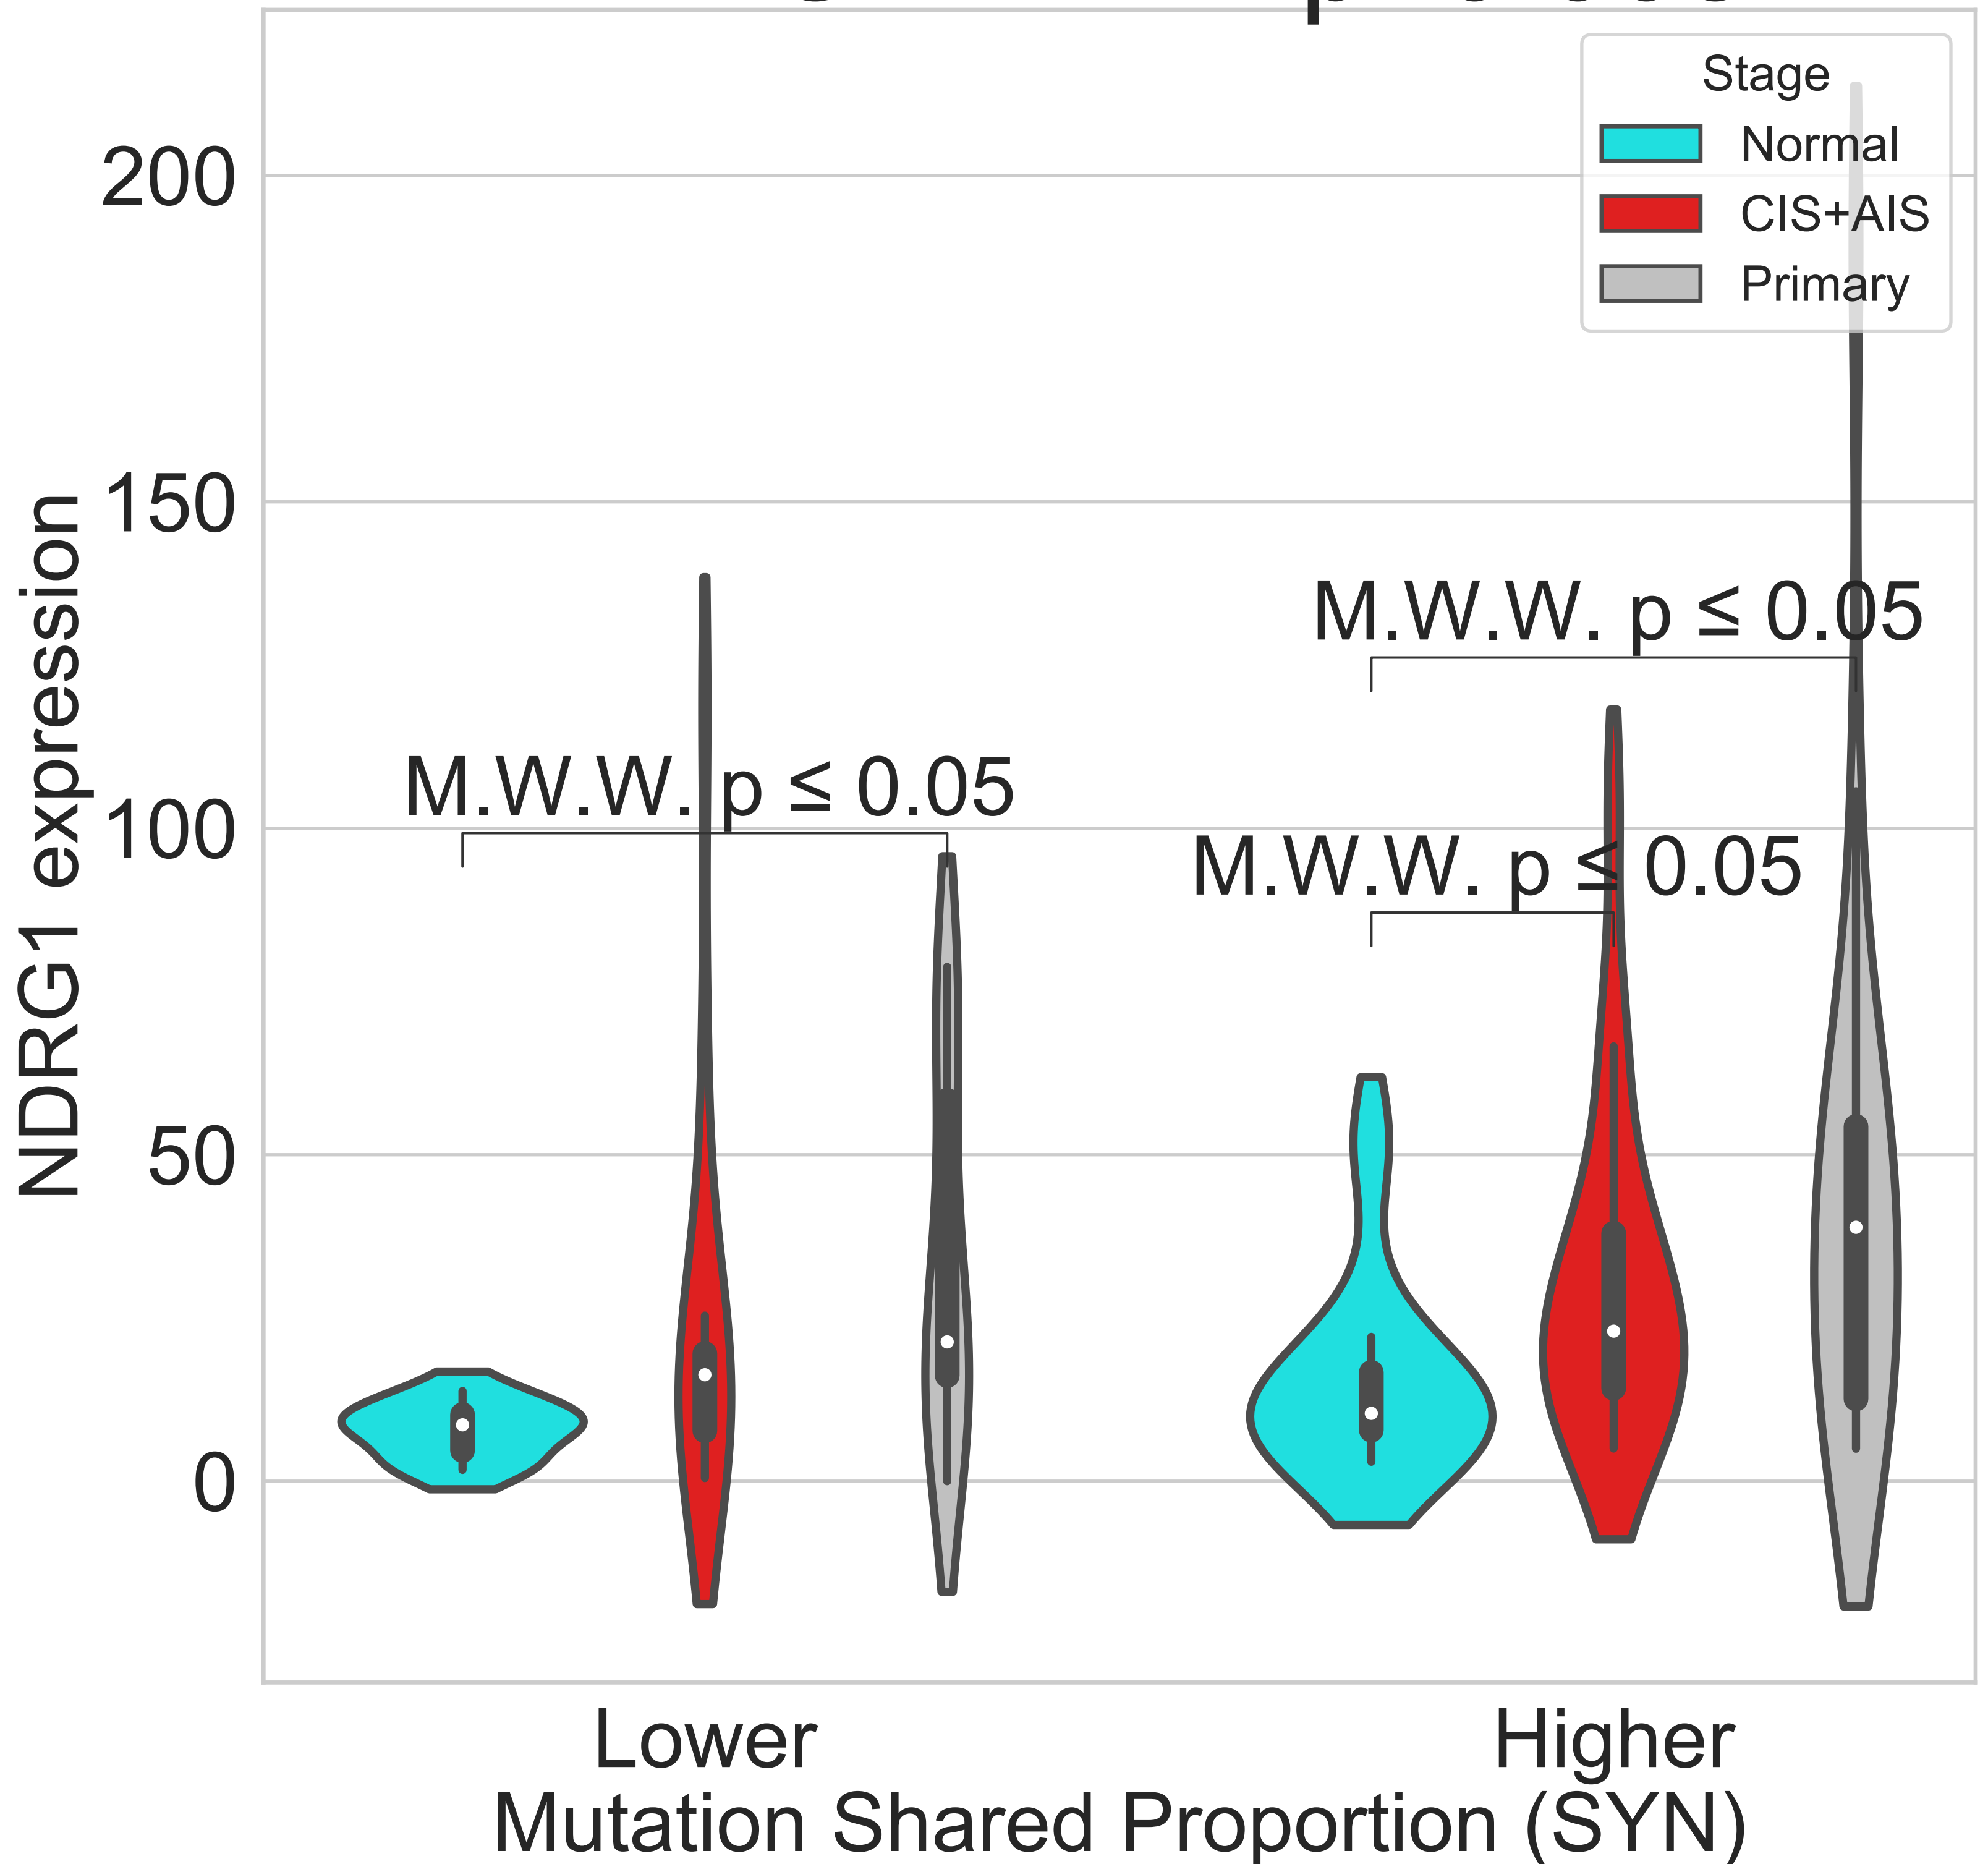 Stage
Normal
CIS+AIS
Primary
200
150
100
50
0
NDRG1 expression
M.W.W. p ≤ 0.05
M.W.W. p ≤ 0.05
M.W.W. p ≤ 0.05
Lower
Higher
Mutation Shared Proportion (SYN)